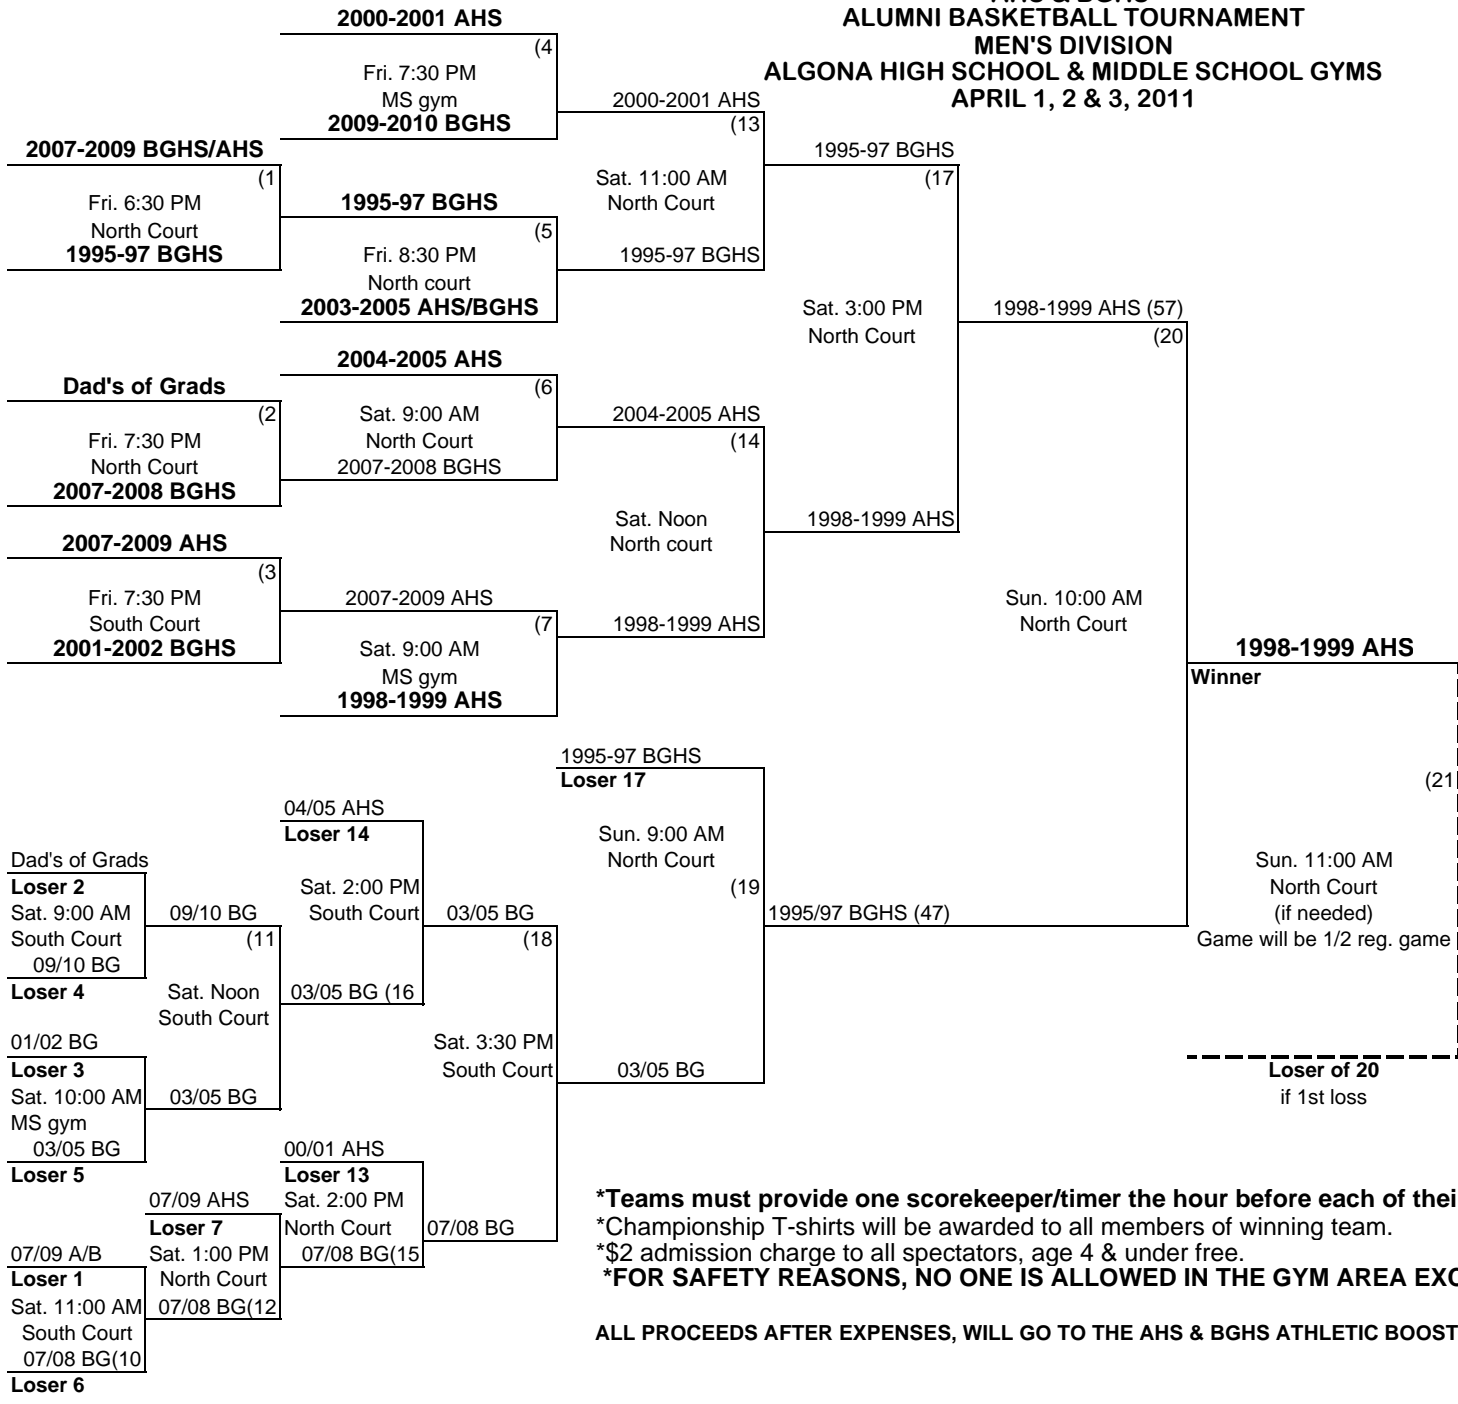 AHS & BGHS
ALUMNI BASKETBALL TOURNAMENT
MEN'S DIVISION
ALGONA HIGH SCHOOL & MIDDLE SCHOOL GYMS
APRIL 1, 2 & 3, 2011
2000-2001 AHS
(4
Fri. 7:30 PM
MS gym
2009-2010 BGHS
2007-2009 BGHS/AHS
(1
Fri. 6:30 PM
North Court
1995-97 BGHS
1995-97 BGHS
(5
Fri. 8:30 PM
North court
2003-2005 AHS/BGHS
2000-2001 AHS
(13
Sat. 11:00 AM
North Court
1995-97 BGHS
1995-97 BGHS
(17
Sat. 3:00 PM
North Court
1998-1999 AHS
Dad's of Grads
(2
Fri. 7:30 PM
North Court
2007-2008 BGHS
2004-2005 AHS
(6
Sat. 9:00 AM
North Court
2007-2008 BGHS
2007-2009 AHS
(3
Fri. 7:30 PM
South Court
2001-2002 BGHS
2007-2009 AHS
(7
Sat. 9:00 AM
MS gym
1998-1999 AHS
2004-2005 AHS
(14
Sat. Noon
North court
1998-1999 AHS
1998-1999 AHS (57)
(20
Sun. 10:00 AM
North Court
1998-1999 AHS
Winner
(21
Sun. 11:00 AM
North Court
(if needed)
Game will be 1/2 reg. game
Loser of 20
if 1st loss
1995-97 BGHS
Loser 17
Sun. 9:00 AM
North Court
(19
1995/97 BGHS (47)
03/05 BG
04/05 AHS
Loser 14
Sat. 2:00 PM
South Court
03/05 BG (16
03/05 BG
(18
Sat. 3:30 PM
South Court
07/08 BG
Dad's of Grads
Loser 2
Sat. 9:00 AM
South Court
09/10 BG
Loser 4
09/10 BG
(11
Sat. Noon
South Court
03/05 BG
01/02 BG
Loser 3
Sat. 10:00 AM
MS gym
03/05 BG
Loser 5
00/01 AHS
Loser 13
Sat. 2:00 PM
North Court
07/08 BG(15
07/09 AHS
Loser 7
Sat. 1:00 PM
North Court
07/08 BG(12
07/09 A/B
Loser 1
Sat. 11:00 AM
South Court
07/08 BG(10
Loser 6
*Teams must provide one scorekeeper/timer the hour before each of thei
*Championship T-shirts will be awarded to all members of winning team.
*$2 admission charge to all spectators, age 4 & under free.
*FOR SAFETY REASONS, NO ONE IS ALLOWED IN THE GYM AREA EXC
ALL PROCEEDS AFTER EXPENSES, WILL GO TO THE AHS & BGHS ATHLETIC BOOST